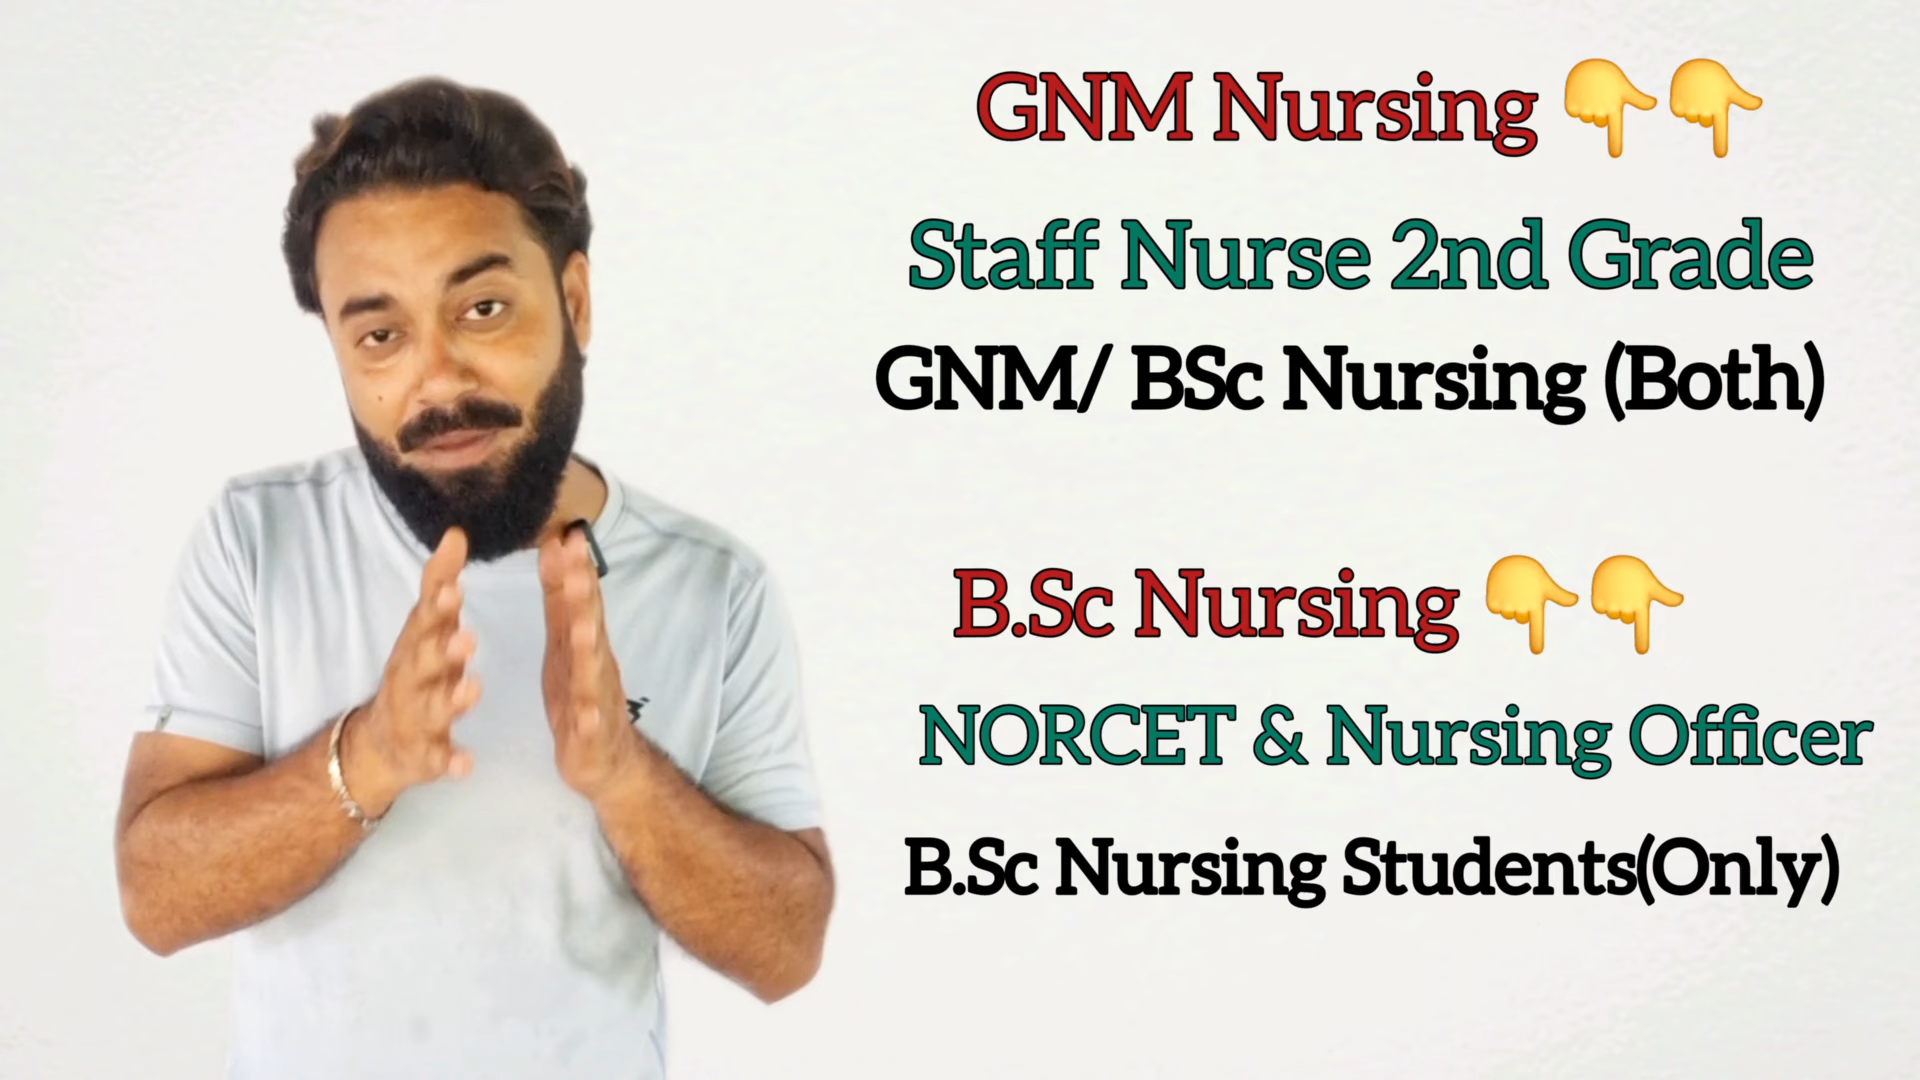 GNM Nursing 👇👇
Staff Nurse 2nd Grade
GNM/ BSc Nursing (Both)
B.Sc Nursing 👇👇
NORCET & Nursing Officer
B.Sc Nursing Students(Only)